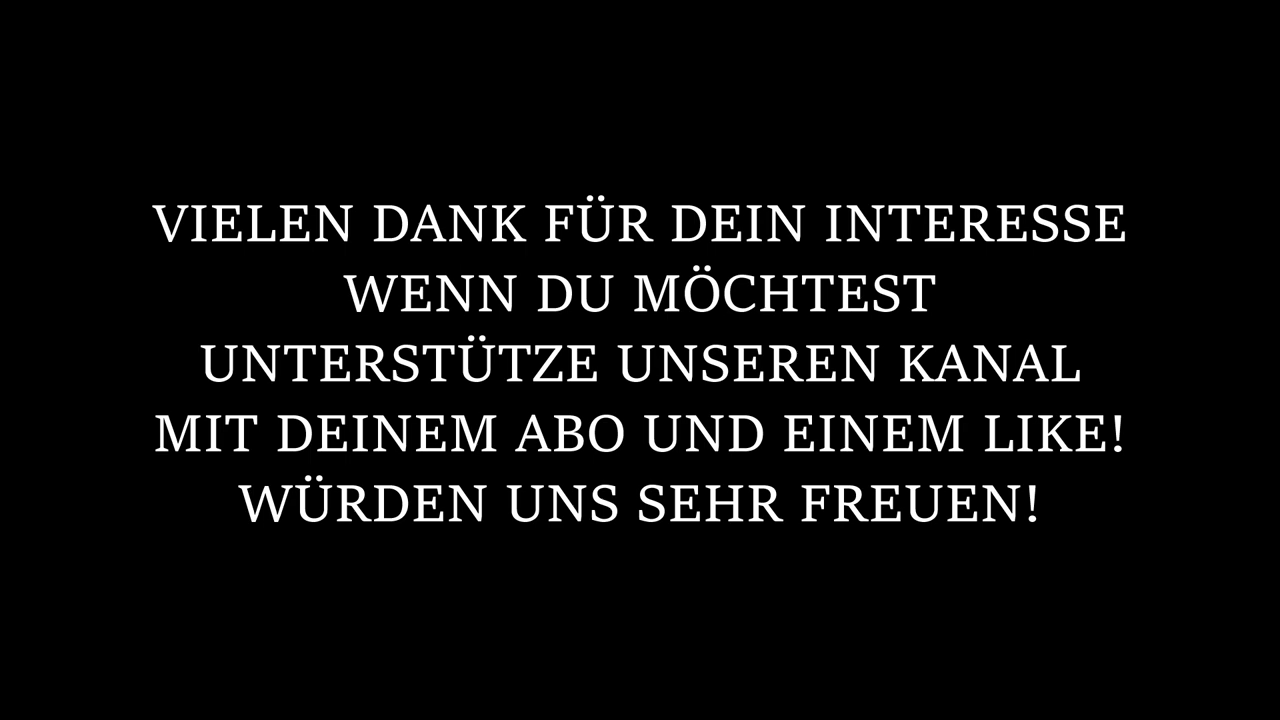 VIELEN DANK FÜR DEIN INTERESSE
WENN DU MÖCHTEST
UNTERSTÜTZE UNSEREN KANAL
MIT DEINEM ABO UND EINEM LIKE!
WÜRDEN UNS SEHR FREUEN!